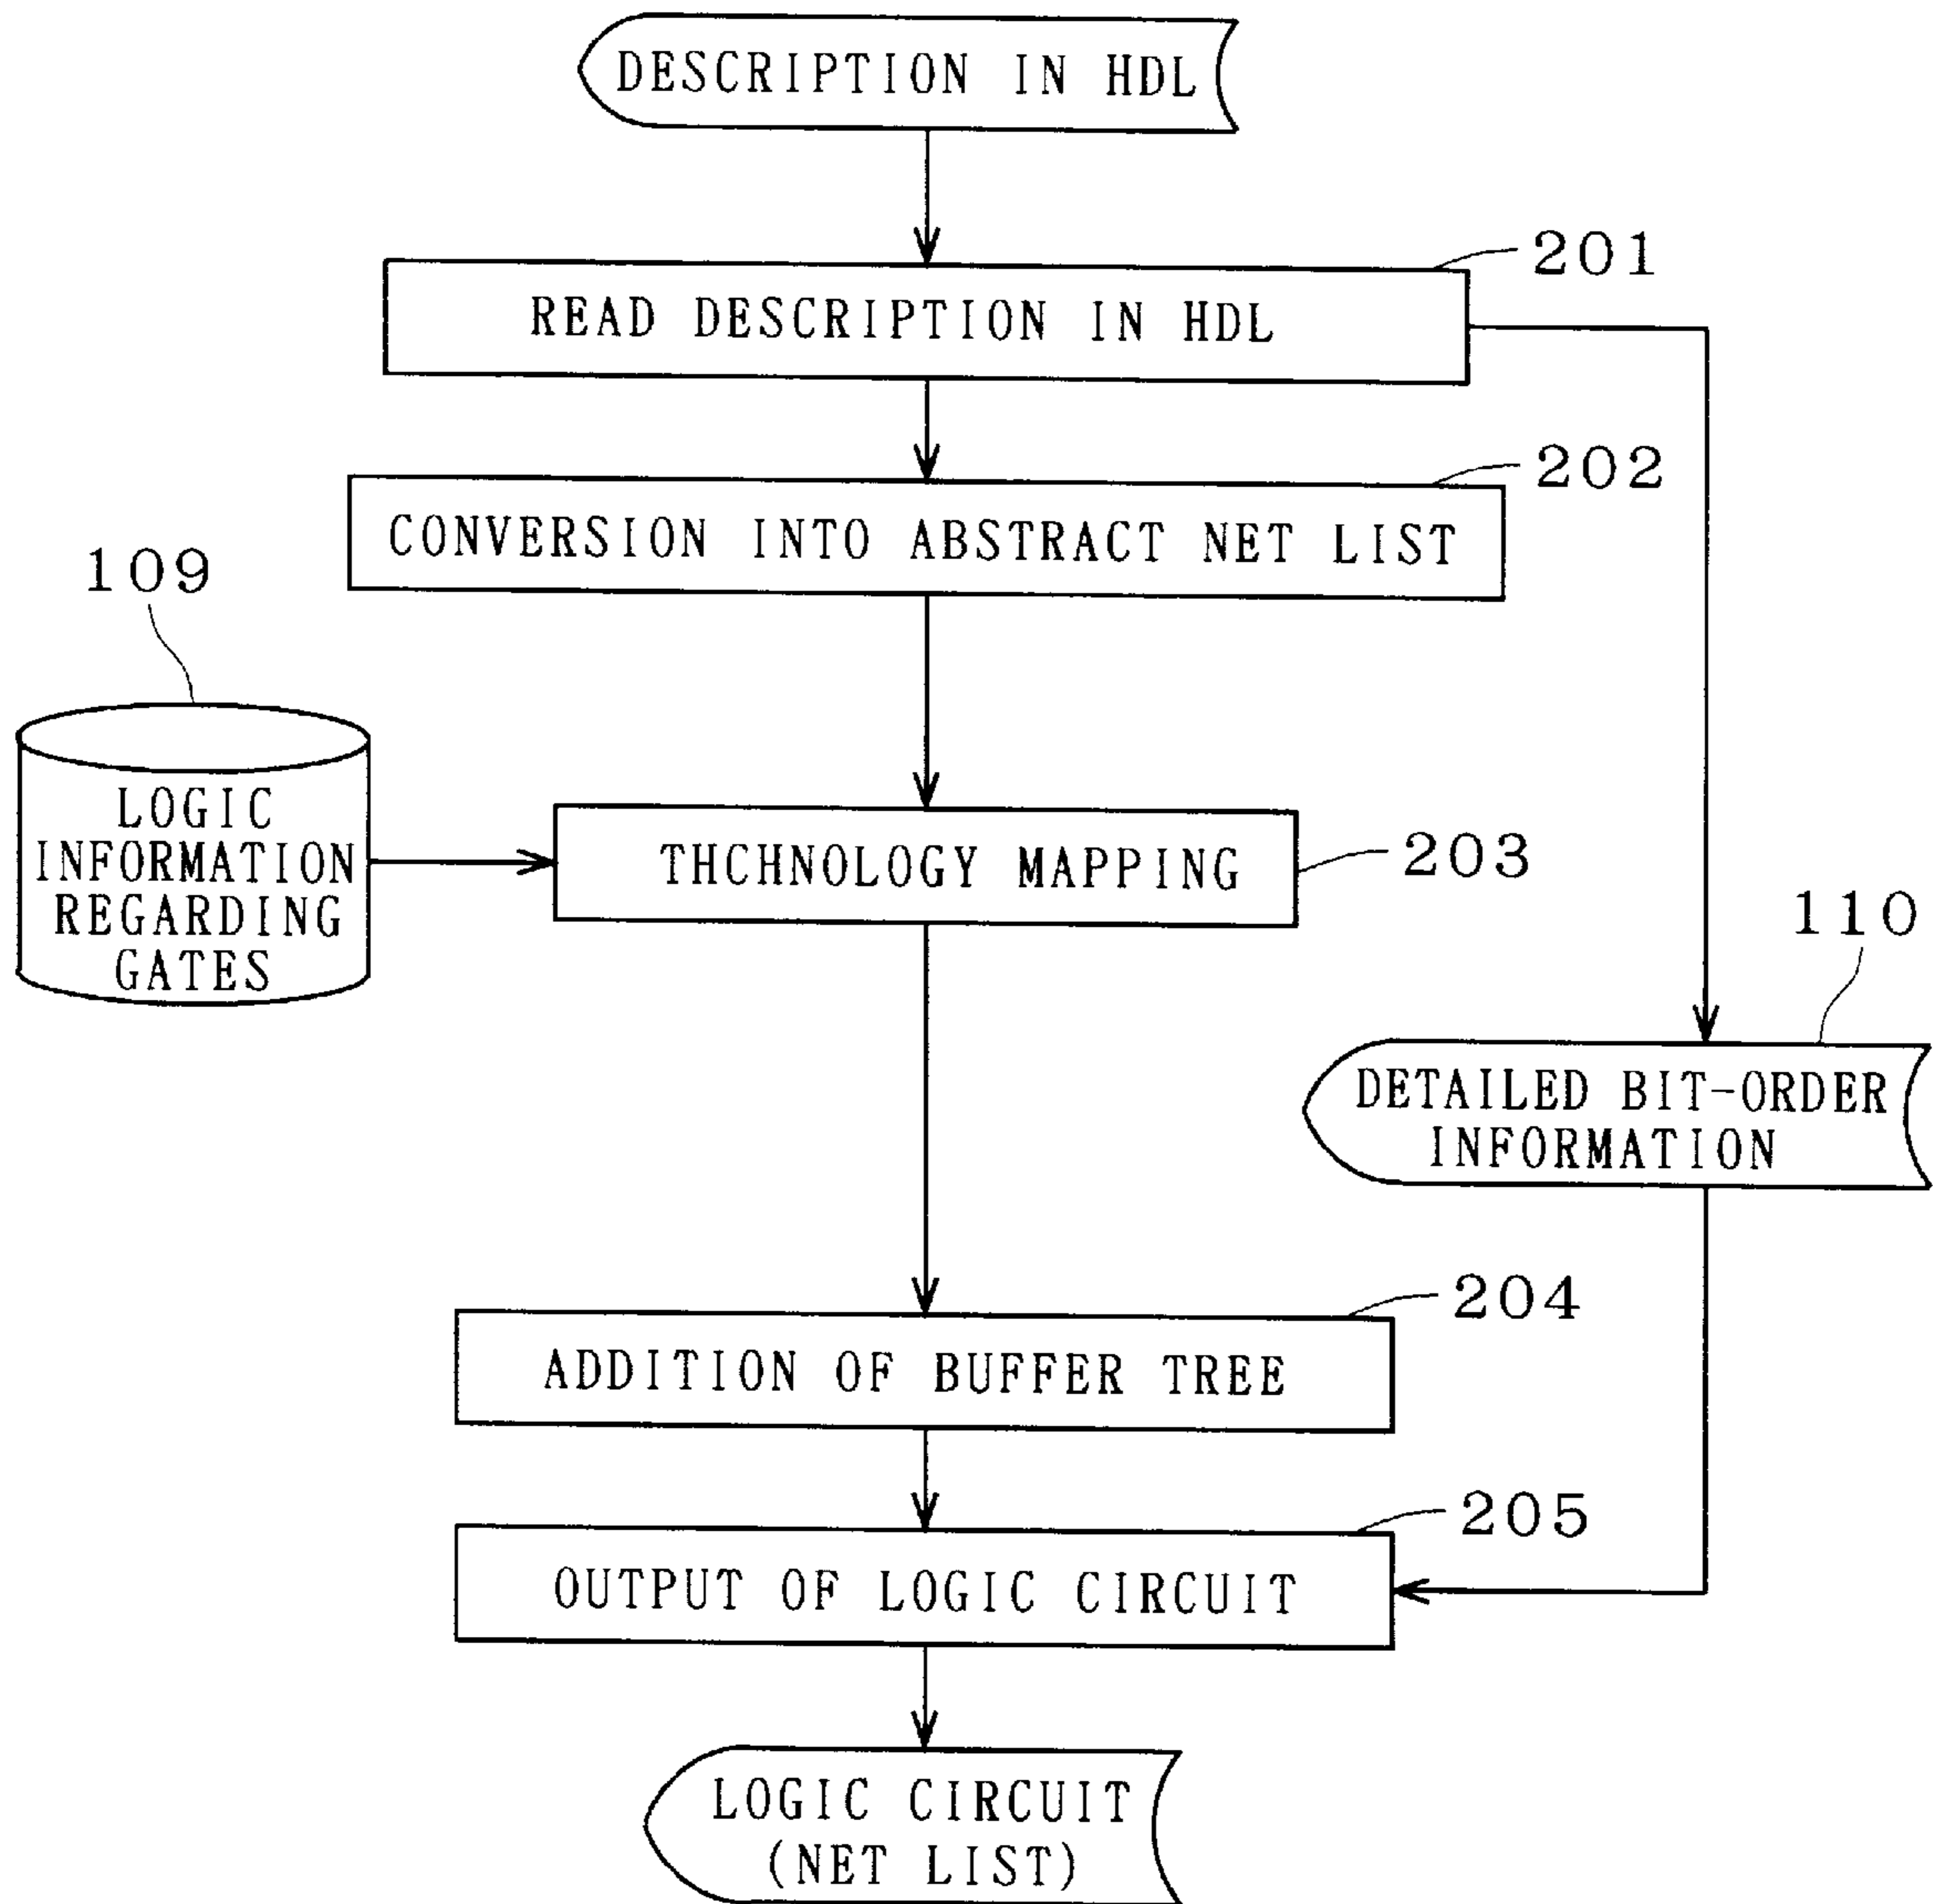 DESCRIPTION IN HDL
201
READ DESCRIPTION IN HDL
202
CONVERSION INTO ABSTRACT NET LIST
109
LOGIC
INFORMATION
REGARDING
GATES
THCHNOLOGY MAPPING
203
110
DETAILED BIT-ORDER
INFORMATION
204
ADDITION OF BUFFER TREE
205
OUTPUT OF LOGIC CIRCUIT
LOGIC CIRCUIT
(NET LIST)